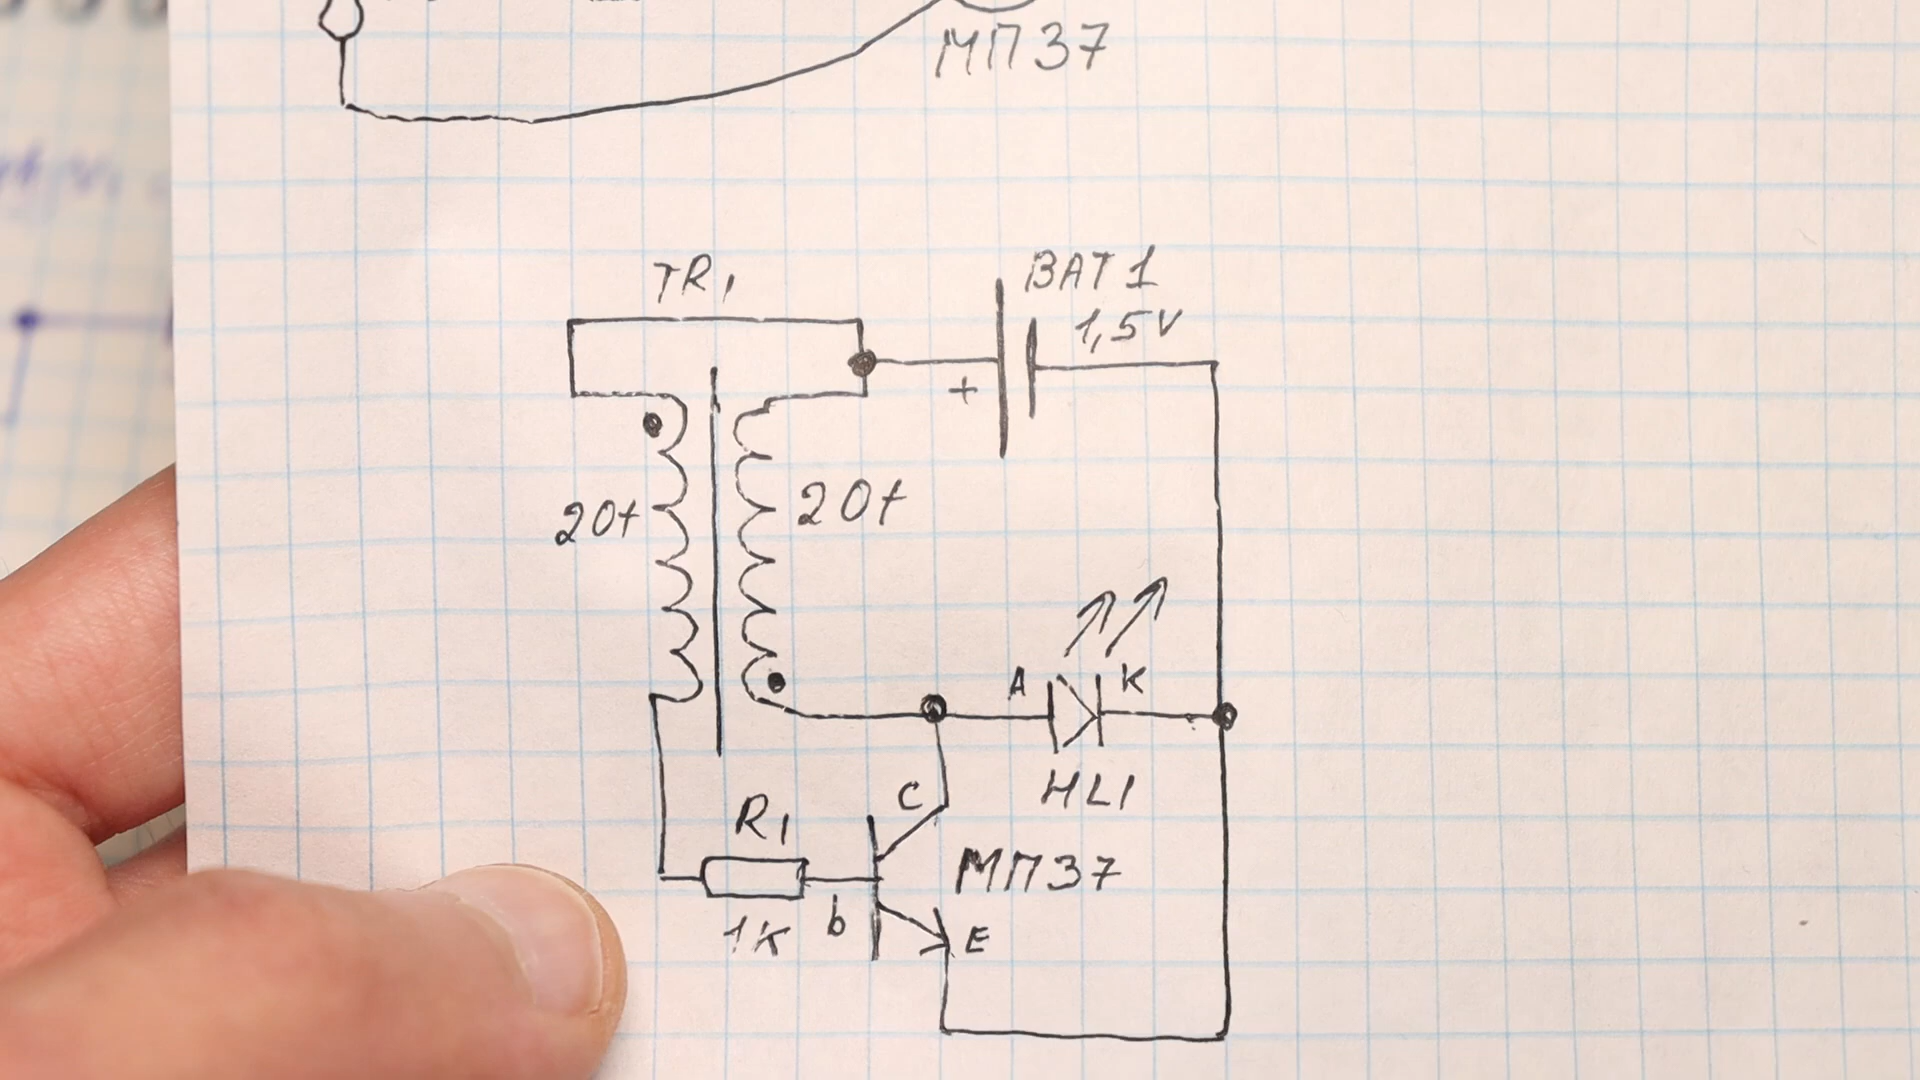 МП37
TR1
BAT1
1,5V
+
20t
20t
A
K
HL1
C
R1
МП37
1K
b
E